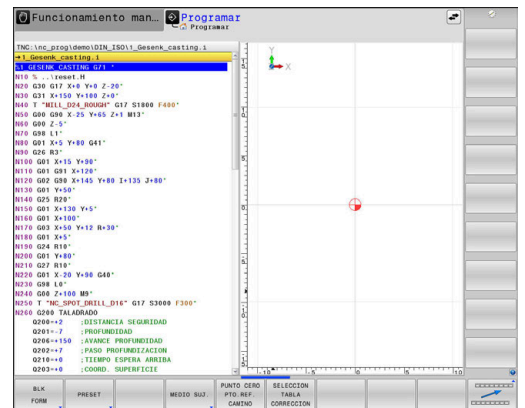 Funcionamiento man…
Programar
Programar
TNC:\nc_prog\demo\DIN_ISO\1_Gesenk_casting.i
→1_Gesenk_casting.i
%1_GESENK_CASTING G71 *
N10 % ..\reset.H
N20 G30 G17 X+0 Y+0 Z-20*
N30 G31 X+150 Y+100 Z+0*
N40 T "MILL_D24_ROUGH" G17 S1800 F400*
N50 G00 G90 X-25 Y+65 Z+1 M13*
N60 G00 Z-5*
N70 G98 L1*
N80 G01 X+5 Y+80 G41*
N90 G26 R3*
N100 G01 X+15 Y+90*
N110 G01 G91 X+120*
N120 G02 G90 X+145 Y+80 I+135 J+80*
N130 G01 Y+50*
N140 G25 R20*
N150 G01 X+130 Y+5*
N160 G01 X+100*
N170 G03 X+50 Y+12 R+30*
N180 G01 X+5*
N190 G24 R10*
N200 G01 Y+80*
N210 G27 R10*
N220 G01 X-20 Y+90 G40*
N230 G98 L0*
N240 G00 Z+100 M9*
N250 T "NC_SPOT_DRILL_D16" G17 S3000 F300*
N260 G200 TALADRADO
Q200=+2 ;DISTANCIA SEGURIDAD
Q201=-7 ;PROFUNDIDAD
Q206=+150 ;AVANCE PROFUNDIDAD
Q202=+7 ;PASO PROFUNDIZACION
Q210=+0 ;TIEMPO ESPERA ARRIBA
Q203=+0 ;COORD. SUPERFICIE
Y
X
-10
-5
0
5
10
BLK
FORM
PRESET
MEDIO SUJ.
PUNTO CERO
PTO.REF.
CAMINO
SELECCION
TABLA
CORRECCION